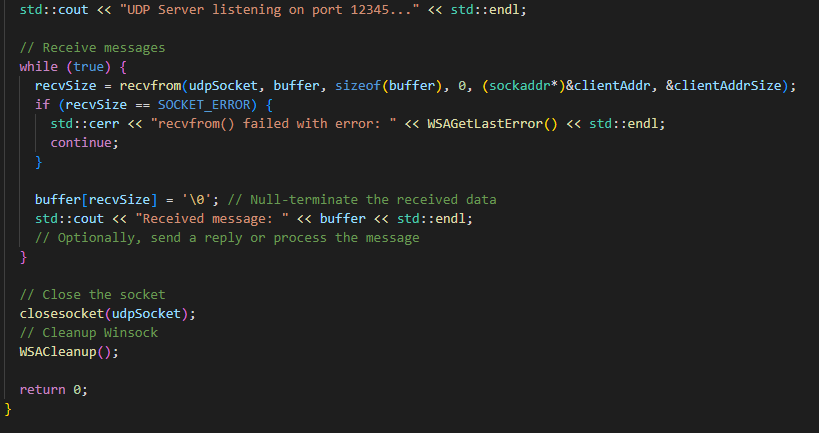 std::cout << "UDP Server listening on port 12345..." << std::endl;
// Receive messages
while (true) {
recvSize = recvfrom(udpSocket, buffer, sizeof(buffer), 0, (sockaddr*)&clientAddr, &clientAddrSize);
if (recvSize == SOCKET_ERROR) {
std::cerr << "recvfrom() failed with error: " << WSAGetLastError() << std::endl;
continue;
}
buffer[recvSize] = '\0'; // Null-terminate the received data
std::cout << "Received message: " << buffer << std::endl;
// Optionally, send a reply or process the message
}
// Close the socket
closesocket(udpSocket);
// Cleanup Winsock
WSACleanup();
return 0;
}